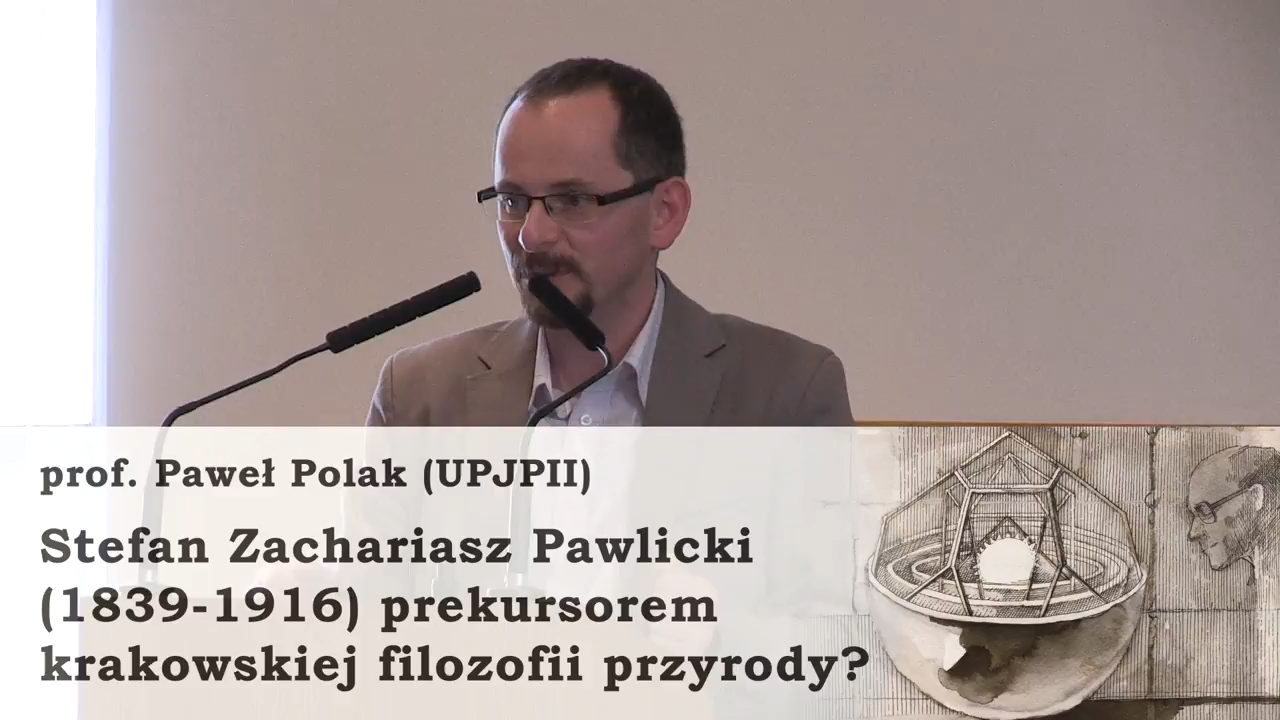 prof. Paweł Polak (UPJPII)
Stefan Zachariasz Pawlicki
(1839-1916) prekursorem
krakowskiej filozofii przyrody?